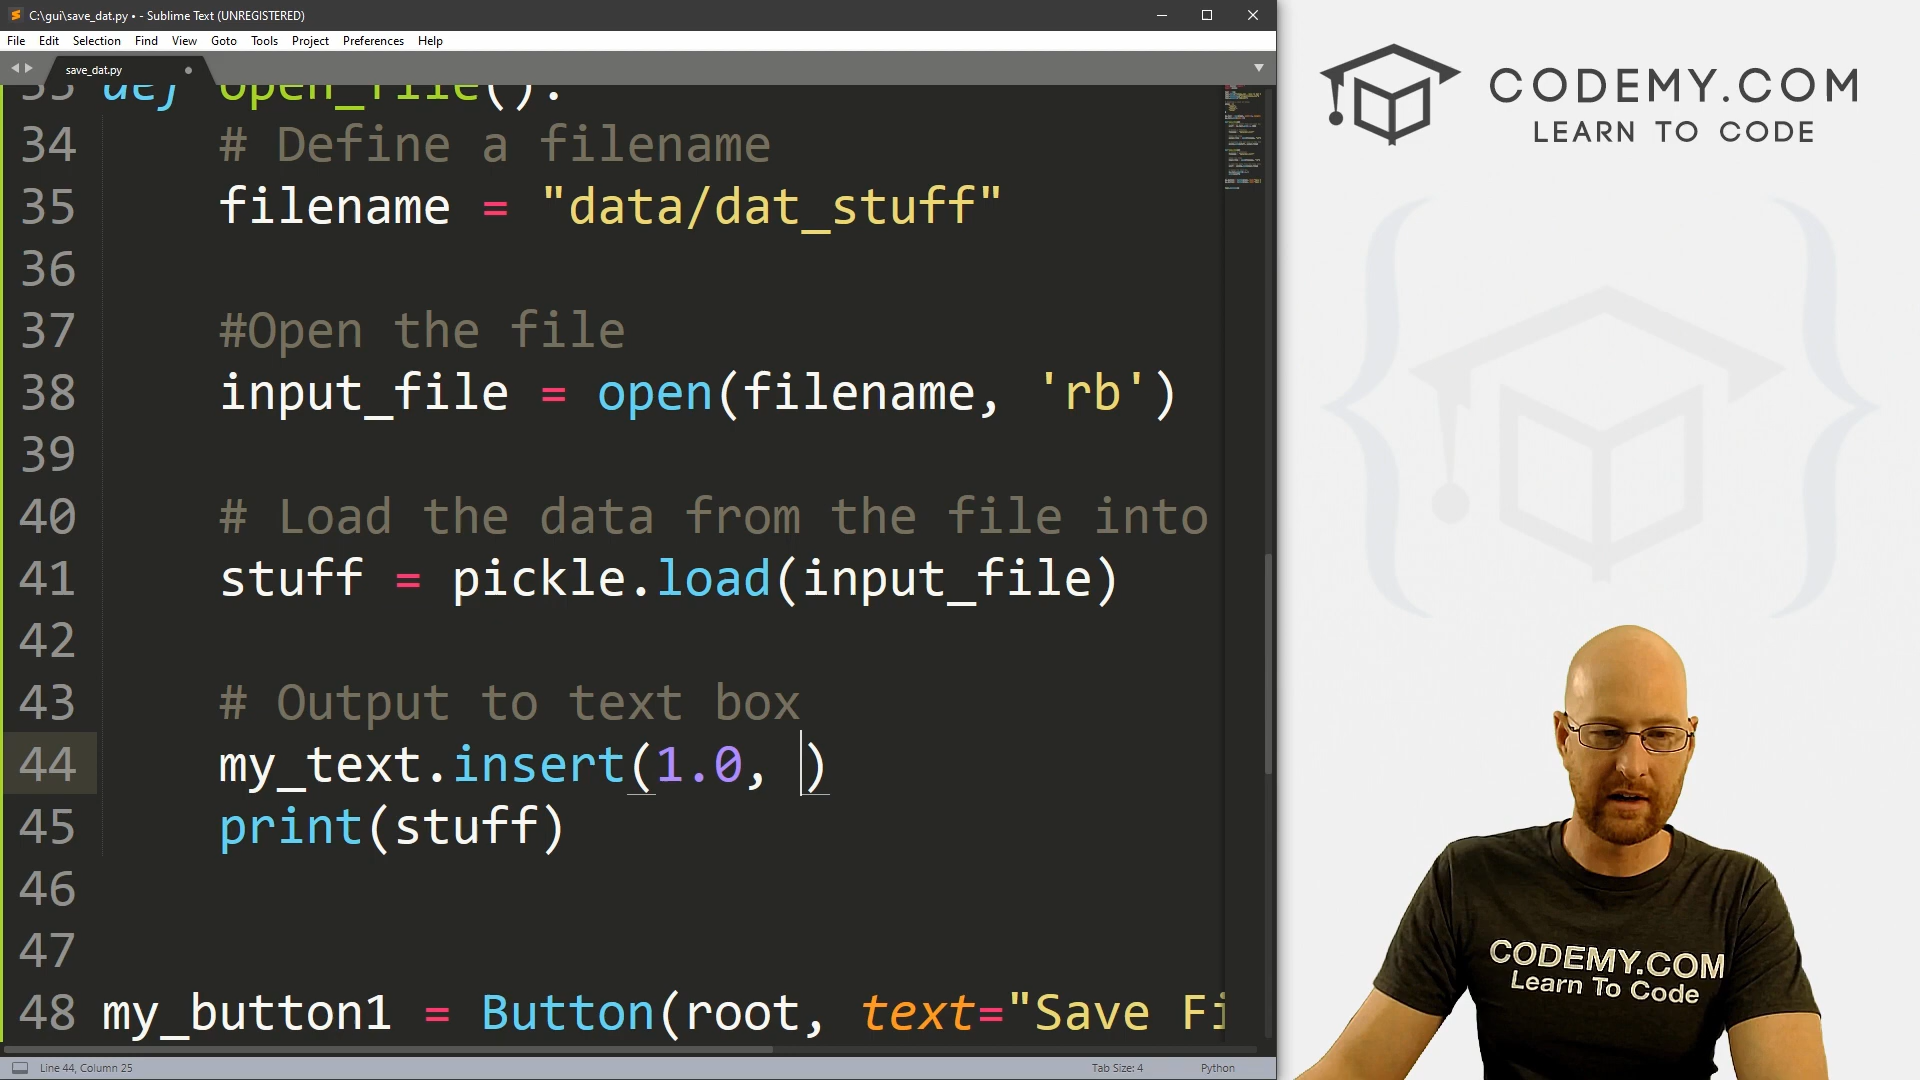 C:\gui\save_dat.py • - Sublime Text (UNREGISTERED)
File Edit Selection Find View Goto Tools Project Preferences Help
save_dat.py
33 def open_file():
34 # Define a filename
35 filename = "data/dat_stuff"
36
37 #Open the file
38 input_file = open(filename, 'rb')
39
40 # Load the data from the file into
41 stuff = pickle.load(input_file)
42
43 # Output to text box
44 my_text.insert(1.0, )
45 print(stuff)
46
47
48 my_button1 = Button(root, text="Save Fi
Line 44, Column 25
Tab Size: 4
Python
CODEMY.COM
LEARN TO CODE
CODEMY.COM
Learn To Code